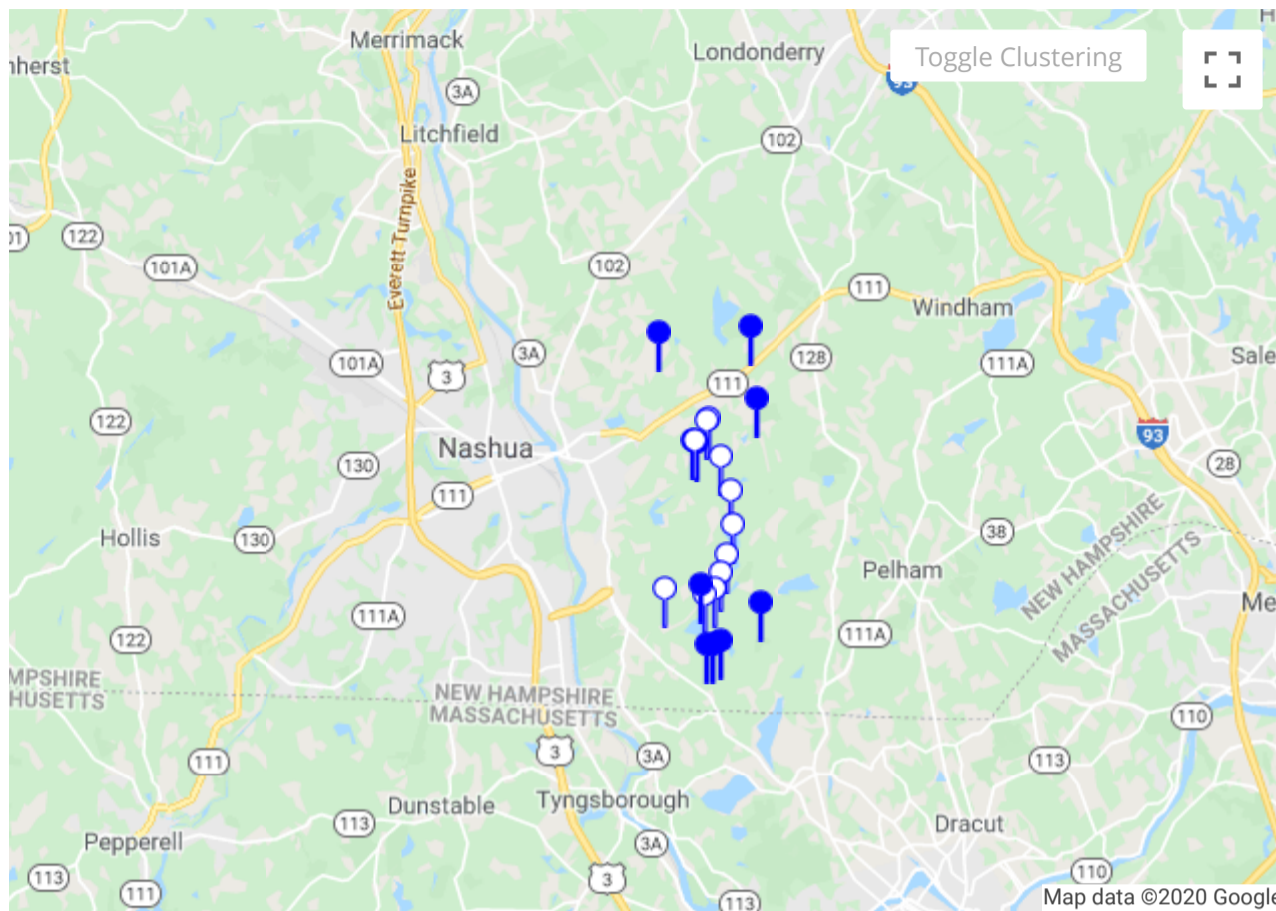 Merrimack
Londonderry
Toggle Clustering
nherst
93
3A
Litchfield
102
Everett Turnpike
122
01
101A
102
111
Windham
3A
128
101A
3
111A
Sale
111
122
Nashua
93
130
28
111
Hollis
130
38
NEW HAMPSHIRE
MASSACHUSETTS
Pelham
111A
Me
122
111A
MPSHIRE
HUSETTS
NEW HAMPSHIRE
MASSACHUSETTS
110
3
3A
111
113
Dunstable
Tyngsborough
113
Dracut
Pepperell
3A
113
3
110
111
113
Map data ©2020 Google